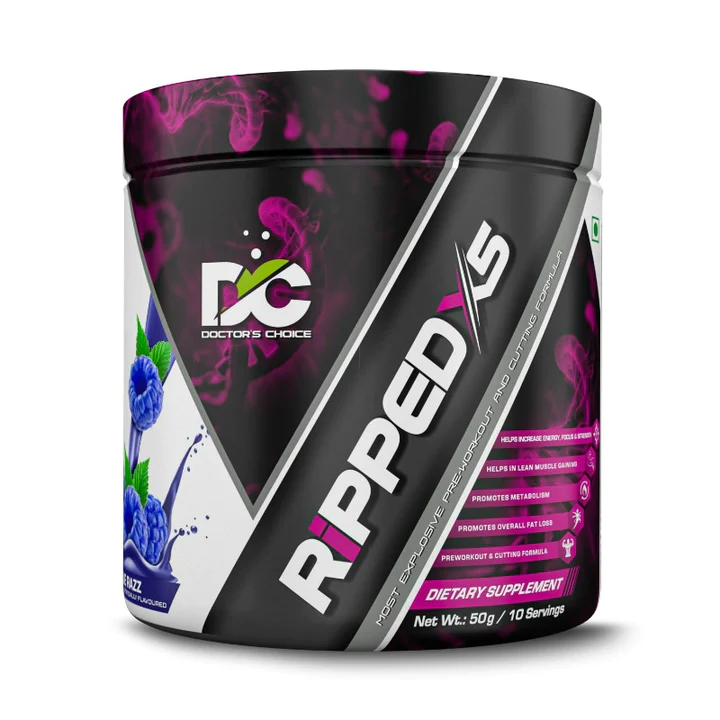 DC
DOCTOR'S CHOICE
RiPPED X5
MOST EXPLOSIVE PRE-WORKOUT AND CUTTING FORMULA
HELPS INCREASE ENERGY, FOCUS & STRENGTH
HELPS IN LEAN MUSCLE GAINING
PROMOTES METABOLISM
PROMOTES OVERALL FAT LOSS
PREWORKOUT & CUTTING FORMULA
DIETARY SUPPLEMENT
Net Wt.: 50g / 10 Servings
RAZZ
FLAVOURED